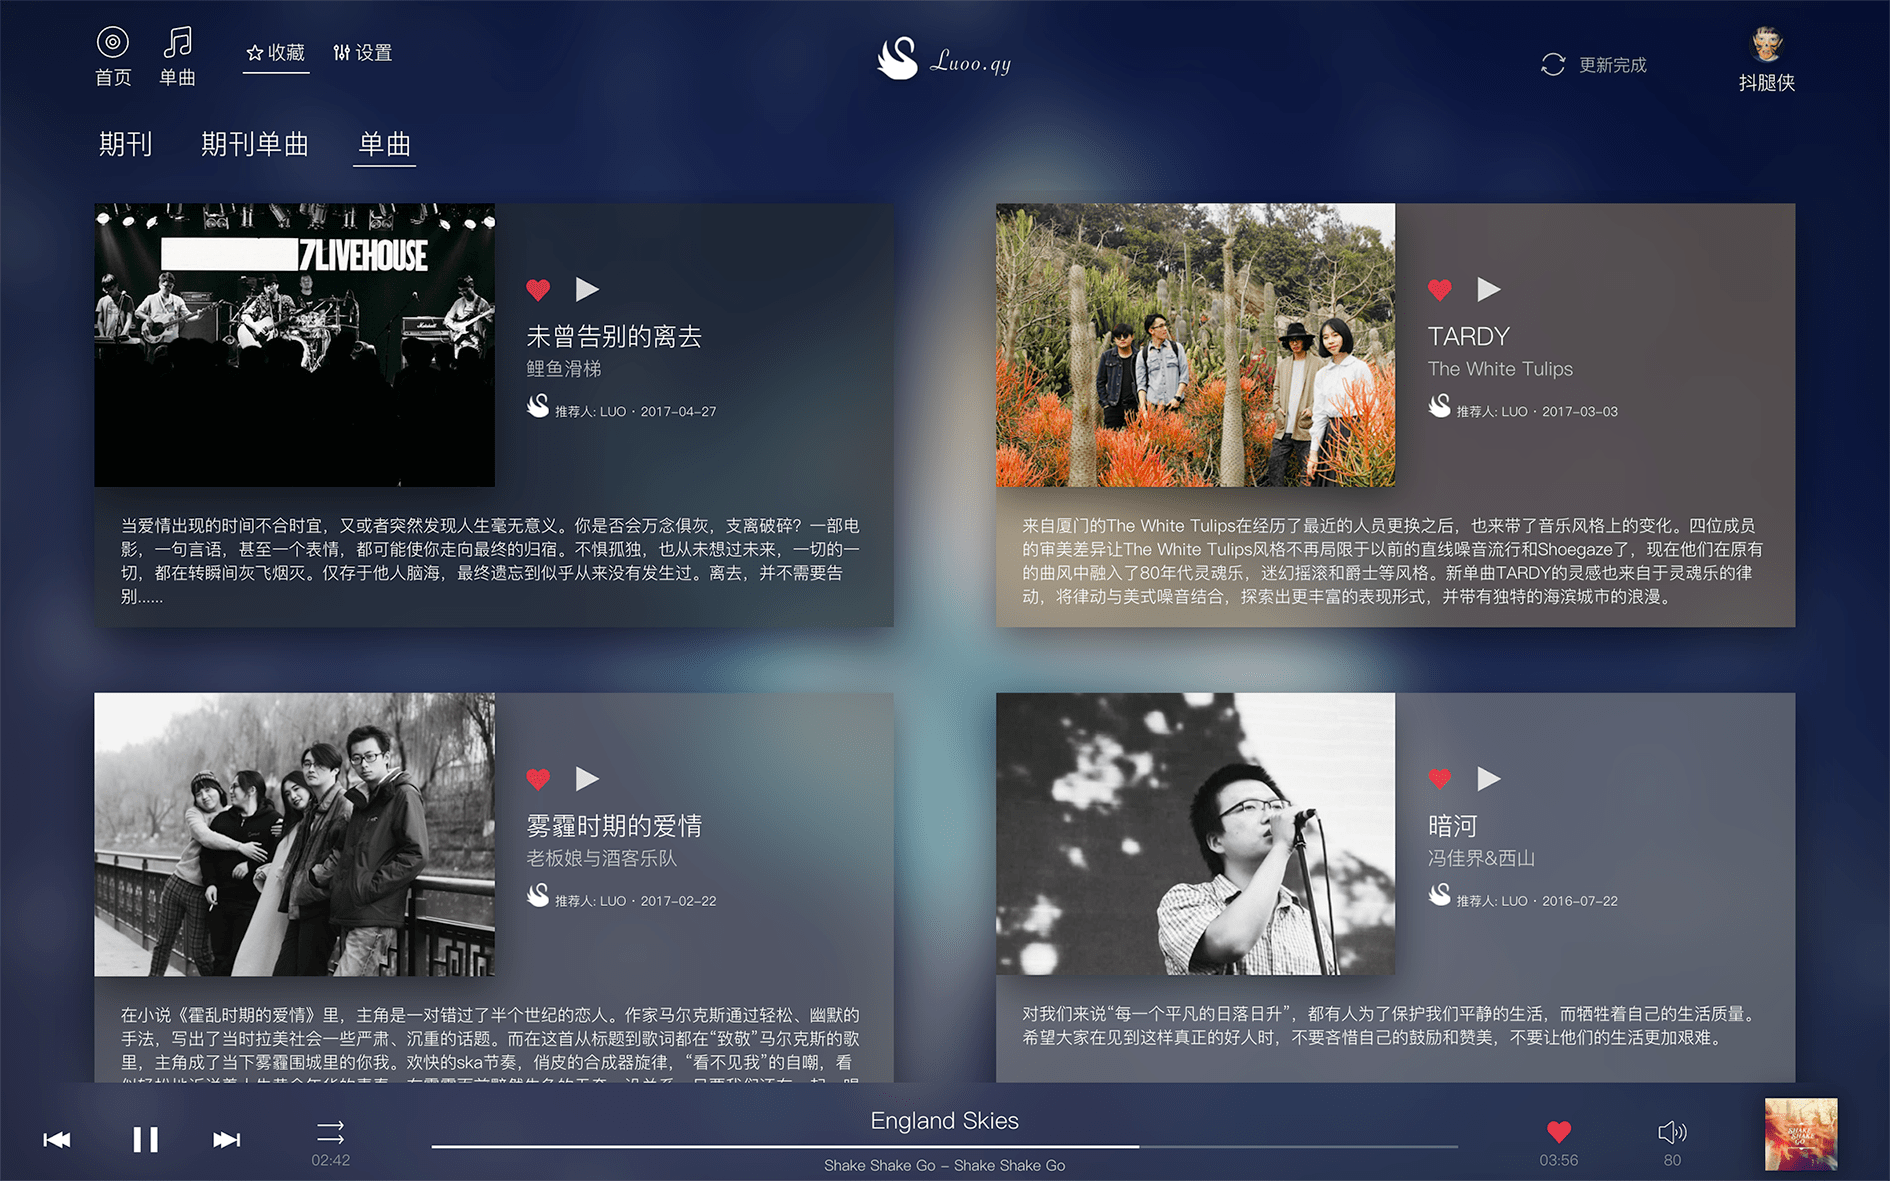 首页
单曲
收藏
设置
Luoo.qy
更新完成
抖腿侠
期刊
期刊单曲
单曲
7LIVEHOUSE
未曾告别的离去
鲤鱼滑梯
推荐人: LUO · 2017-04-27
当爱情出现的时间不合时宜，又或者突然发现人生毫无意义。你是否会万念俱灰，支离破碎？一部电
影，一句言语，甚至一个表情，都可能使你走向最终的归宿。不惧孤独，也从未想过未来，一切的一
切，都在转瞬间灰飞烟灭。仅存于他人脑海，最终遗忘到似乎从来没有发生过。离去，并不需要告
别......
TARDY
The White Tulips
推荐人: LUO · 2017-03-03
来自厦门的The White Tulips在经历了最近的人员更换之后，也来带了音乐风格上的变化。四位成员
的审美差异让The White Tulips风格不再局限于以前的直线噪音流行和Shoegaze了，现在他们在原有
的曲风中融入了80年代灵魂乐，迷幻摇滚和爵士等风格。新单曲TARDY的灵感也来自于灵魂乐的律
动，将律动与美式噪音结合，探索出更丰富的表现形式，并带有独特的海滨城市的浪漫。
雾霾时期的爱情
老板娘与酒客乐队
推荐人: LUO · 2017-02-22
在小说《霍乱时期的爱情》里，主角是一对错过了半个世纪的恋人。作家马尔克斯通过轻松、幽默的
手法，写出了当时拉美社会一些严肃、沉重的话题。而在这首从标题到歌词都在“致敬”马尔克斯的歌
里，主角成了当下雾霾围城里的你我。欢快的ska节奏，俏皮的合成器旋律，“看不见我”的自嘲，看
暗河
冯佳界&西山
推荐人: LUO · 2016-07-22
对我们来说“每一个平凡的日落日升”，都有人为了保护我们平静的生活，而牺牲着自己的生活质量。
希望大家在见到这样真正的好人时，不要吝惜自己的鼓励和赞美，不要让他们的生活更加艰难。
02:42
England Skies
Shake Shake Go – Shake Shake Go
03:56
80
SHAKE
SHAKE
GO